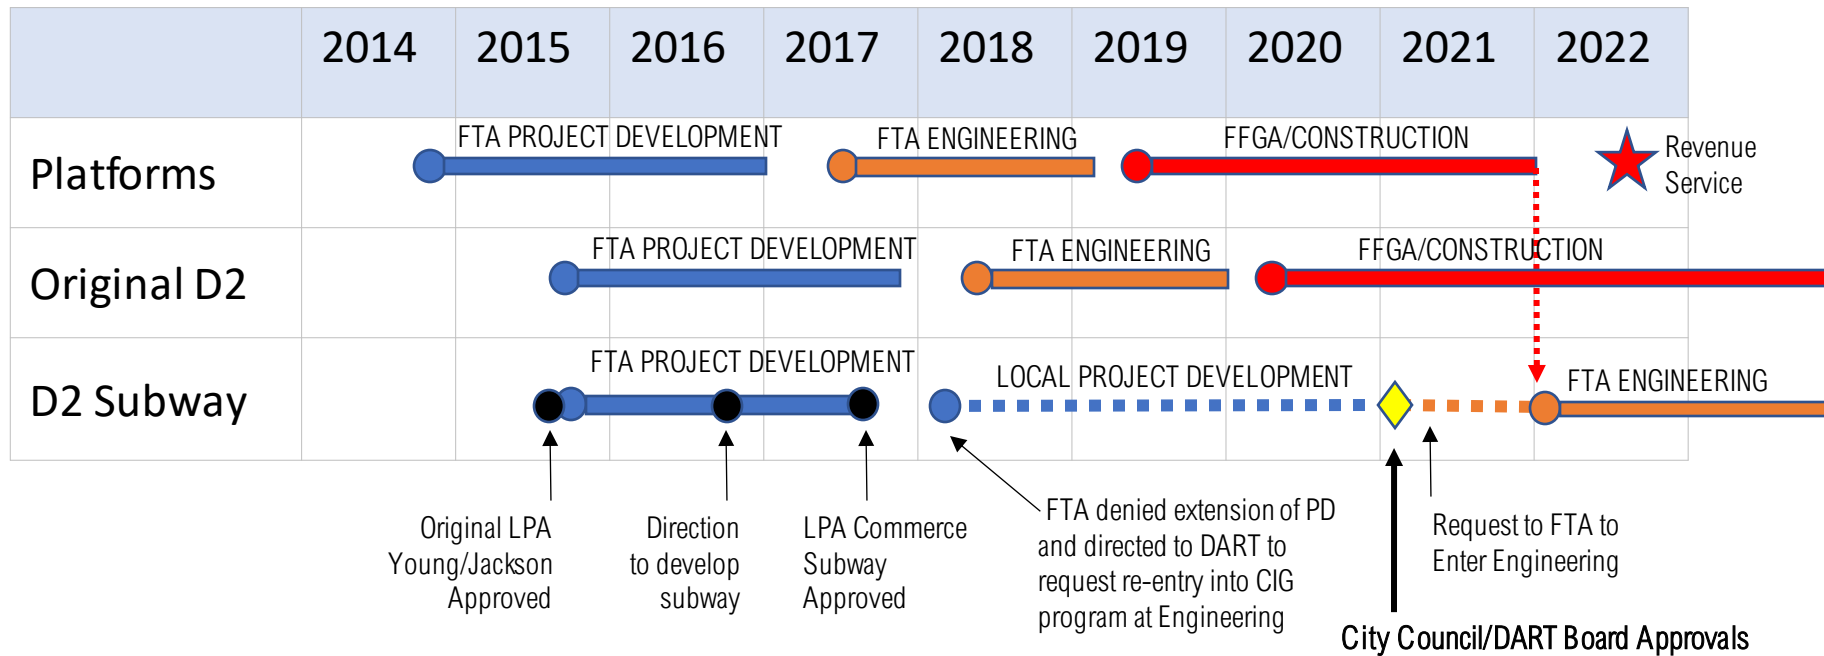 2014 2015 2016 2017 2018 2019 2020 2021 2022
Platforms
FTA PROJECT DEVELOPMENT
FTA ENGINEERING
FFGA/CONSTRUCTION
Revenue
Service
Original D2
FTA PROJECT DEVELOPMENT
FTA ENGINEERING
FFGA/CONSTRUCTION
D2 Subway
FTA PROJECT DEVELOPMENT
LOCAL PROJECT DEVELOPMENT
FTA ENGINEERING
Original LPA
Young/Jackson
Approved
Direction
to develop
subway
LPA Commerce
Subway
Approved
FTA denied extension of PD
and directed to DART to
request re-entry into CIG
program at Engineering
Request to FTA to
Enter Engineering
City Council/DART Board Approvals